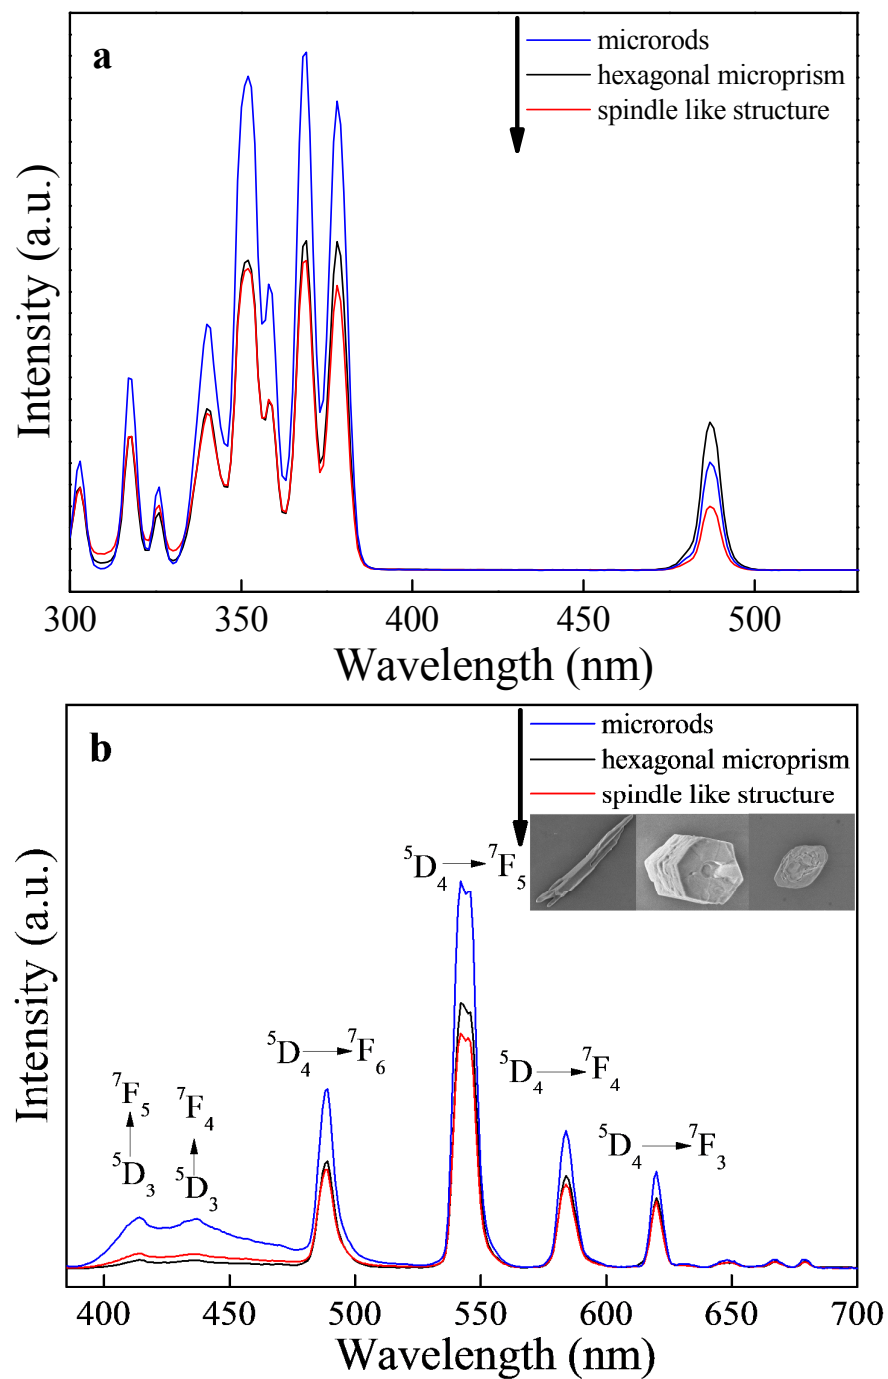 a
microrods
hexagonal microprism
spindle like structure
Intensity (a.u.)
300 350 400 450 500
Wavelength (nm)
b
microrods
hexagonal microprism
spindle like structure
⁵D₄ → ⁷F₅
⁵D₄ → ⁷F₆
⁵D₄ → ⁷F₄
⁷F₅ ⁷F₄
⁵D₄ → ⁷F₃
⁵D₃ ⁵D₃
Intensity (a.u.)
400 450 500 550 600 650 700
Wavelength (nm)